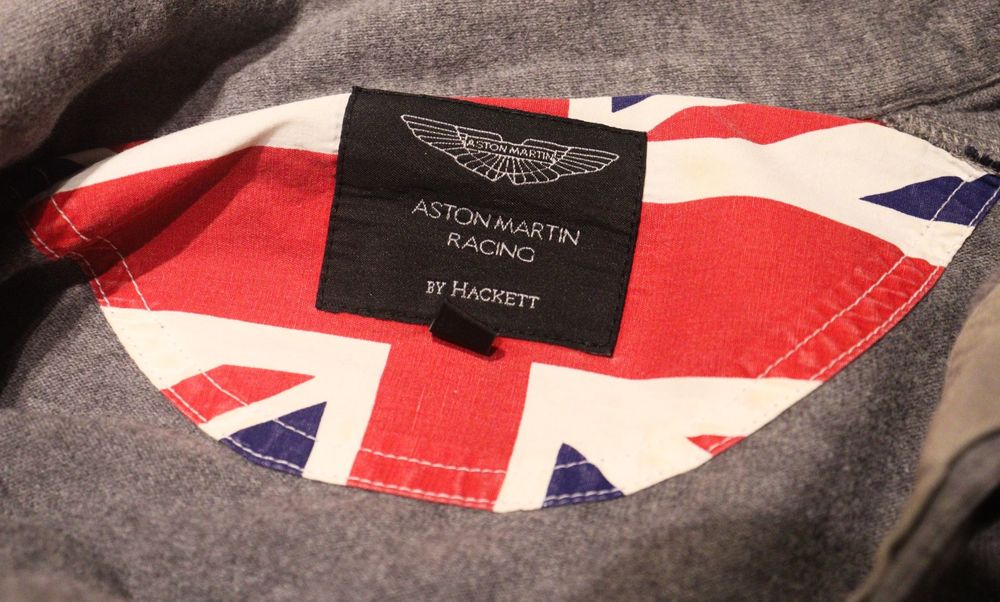 ASTON MARTIN
ASTON MARTIN
RACING
BY HACKETT